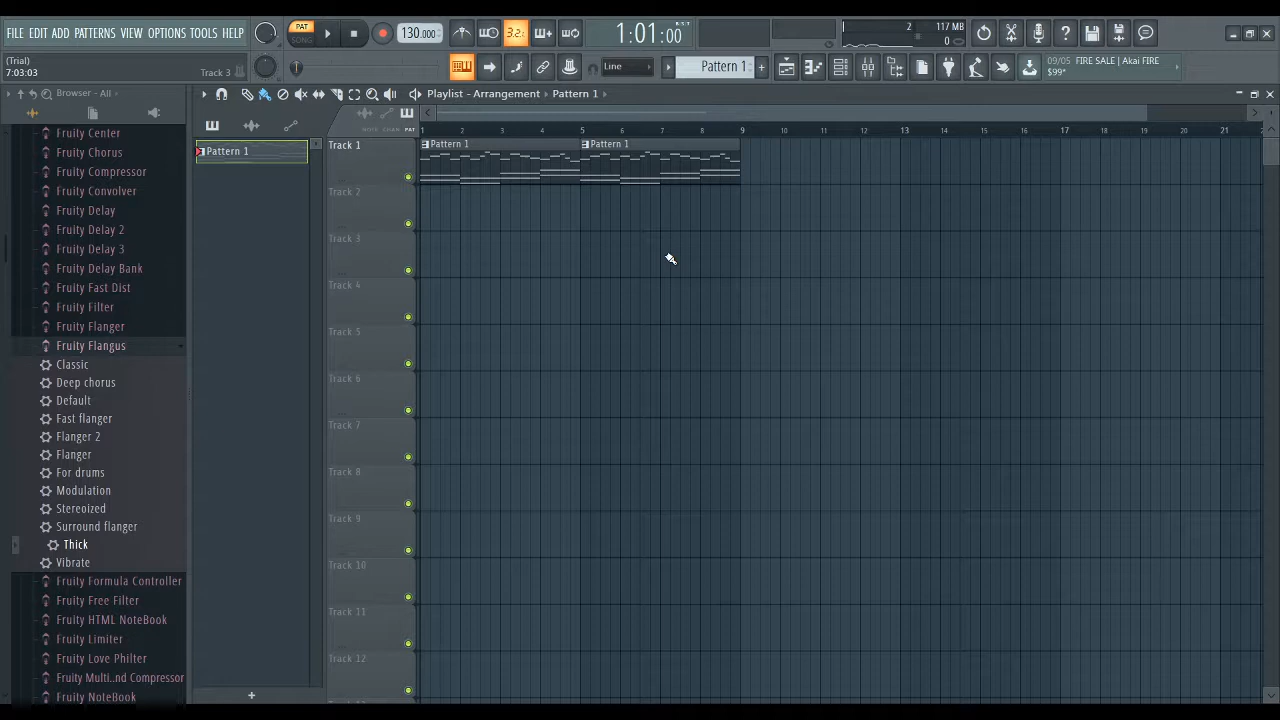 FILE EDIT ADD PATTERNS VIEW OPTIONS TOOLS HELP
PAT
SONG
130.000
3.2.
1:01:00
B:S:T
2
117 MB
0
(Trial)
7:03:03
Track 3
Line
Pattern 1
09/05 FIRE SALE | Akai FIRE
$99*
Browser - All
Playlist - Arrangement
Pattern 1
Fruity Center
Fruity Chorus
Fruity Compressor
Fruity Convolver
Fruity Delay
Fruity Delay 2
Fruity Delay 3
Fruity Delay Bank
Fruity Fast Dist
Fruity Filter
Fruity Flanger
Fruity Flangus
Classic
Deep chorus
Default
Fast flanger
Flanger 2
Flanger
For drums
Modulation
Stereoized
Surround flanger
Thick
Vibrate
Fruity Formula Controller
Fruity Free Filter
Fruity HTML NoteBook
Fruity Limiter
Fruity Love Philter
Fruity Multi..nd Compressor
Fruity NoteBook
Pattern 1
NOTE CHAN PAT
1 2 3 4 5 6 7 8 9 10 11 12 13 14 15 16 17 18 19 20 21
Track 1
Pattern 1
Pattern 1
Track 2
Track 3
Track 4
Track 5
Track 6
Track 7
Track 8
Track 9
Track 10
Track 11
Track 12